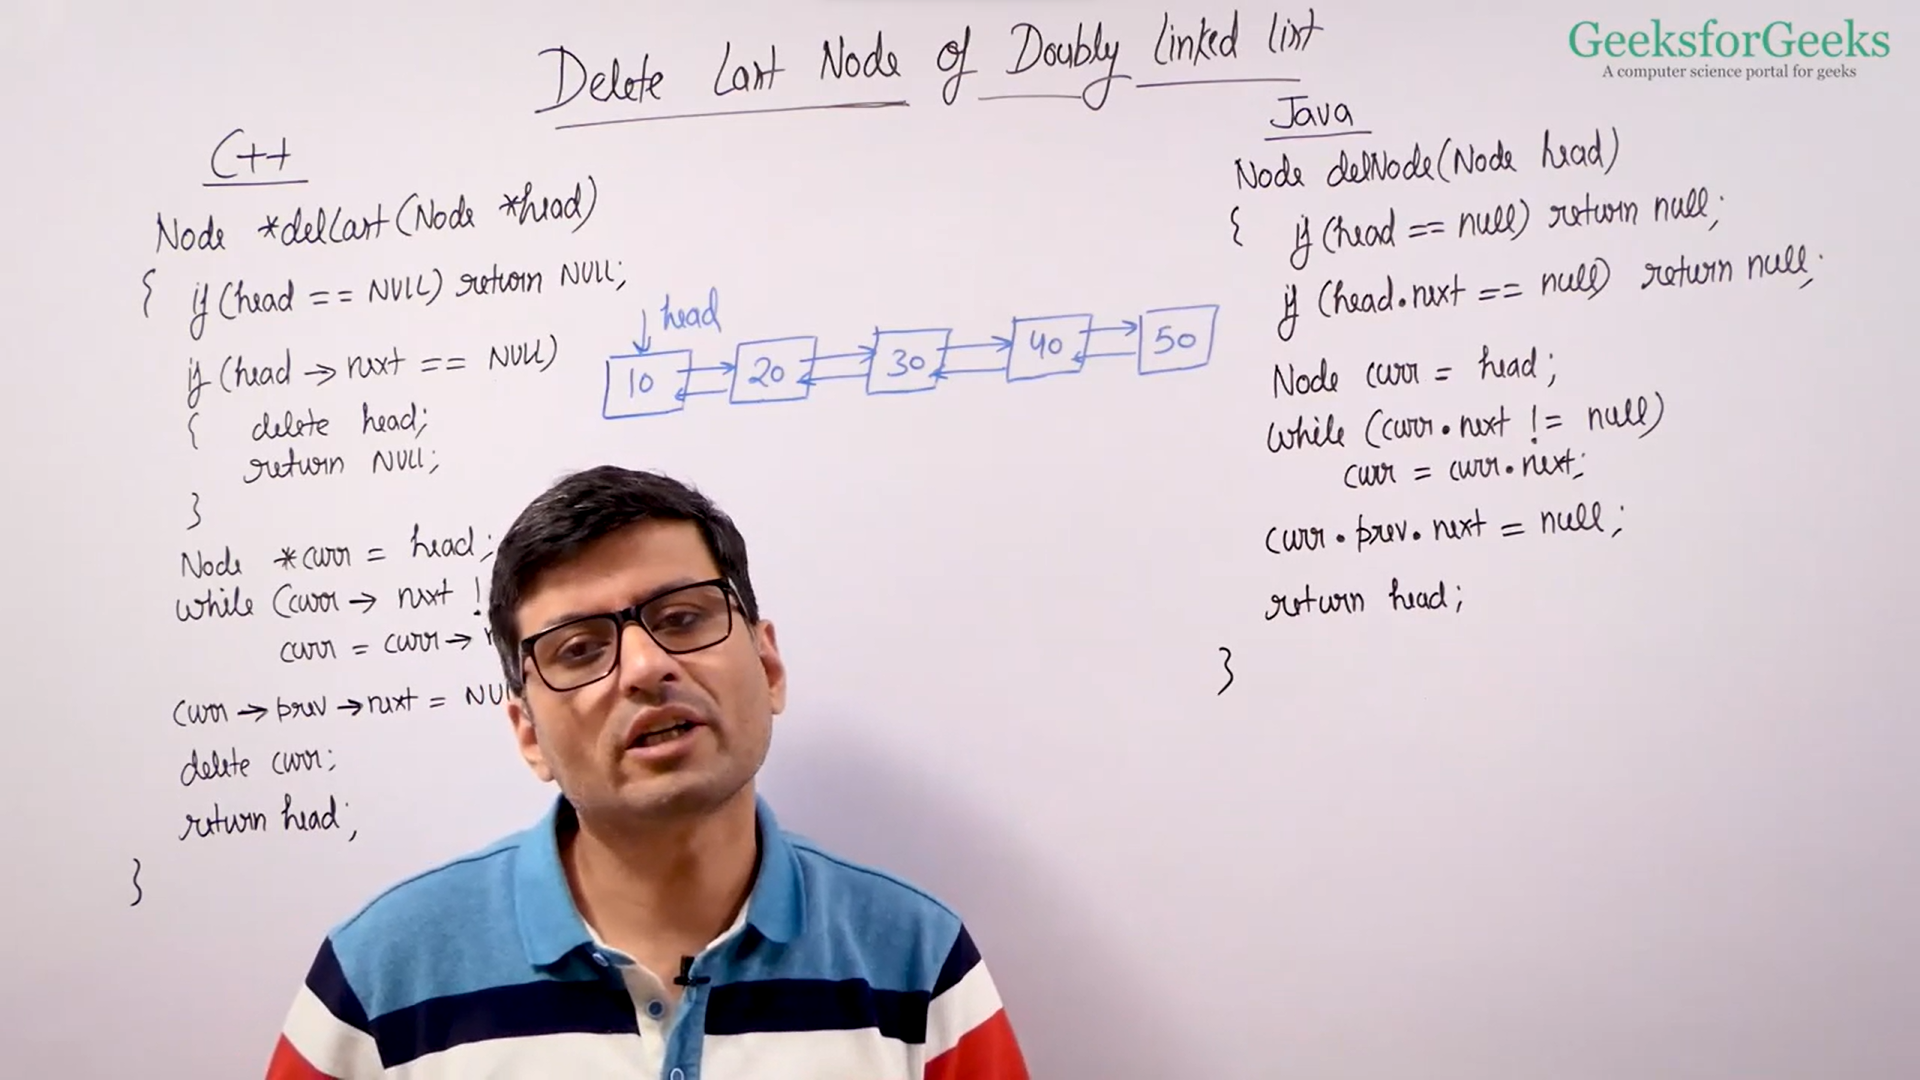 Delete Last Node of Doubly Linked List
GeeksforGeeks
A computer science portal for geeks
C++
Node *delLast(Node *head)
{ if(head == NULL) return NULL;
if(head → next == NULL)
{ delete head;
return NULL;
}
Node *curr = head;
while (curr → next !
curr = curr → n
curr → prev → next = NU
delete curr;
return head;
}
head
10 20 30 40 50
Java
Node delNode(Node head)
{ if(head == null) return null;
if (head.next == null) return null;
Node curr = head;
while (curr.next != null)
curr = curr.next;
curr.prev.next = null;
return head;
}